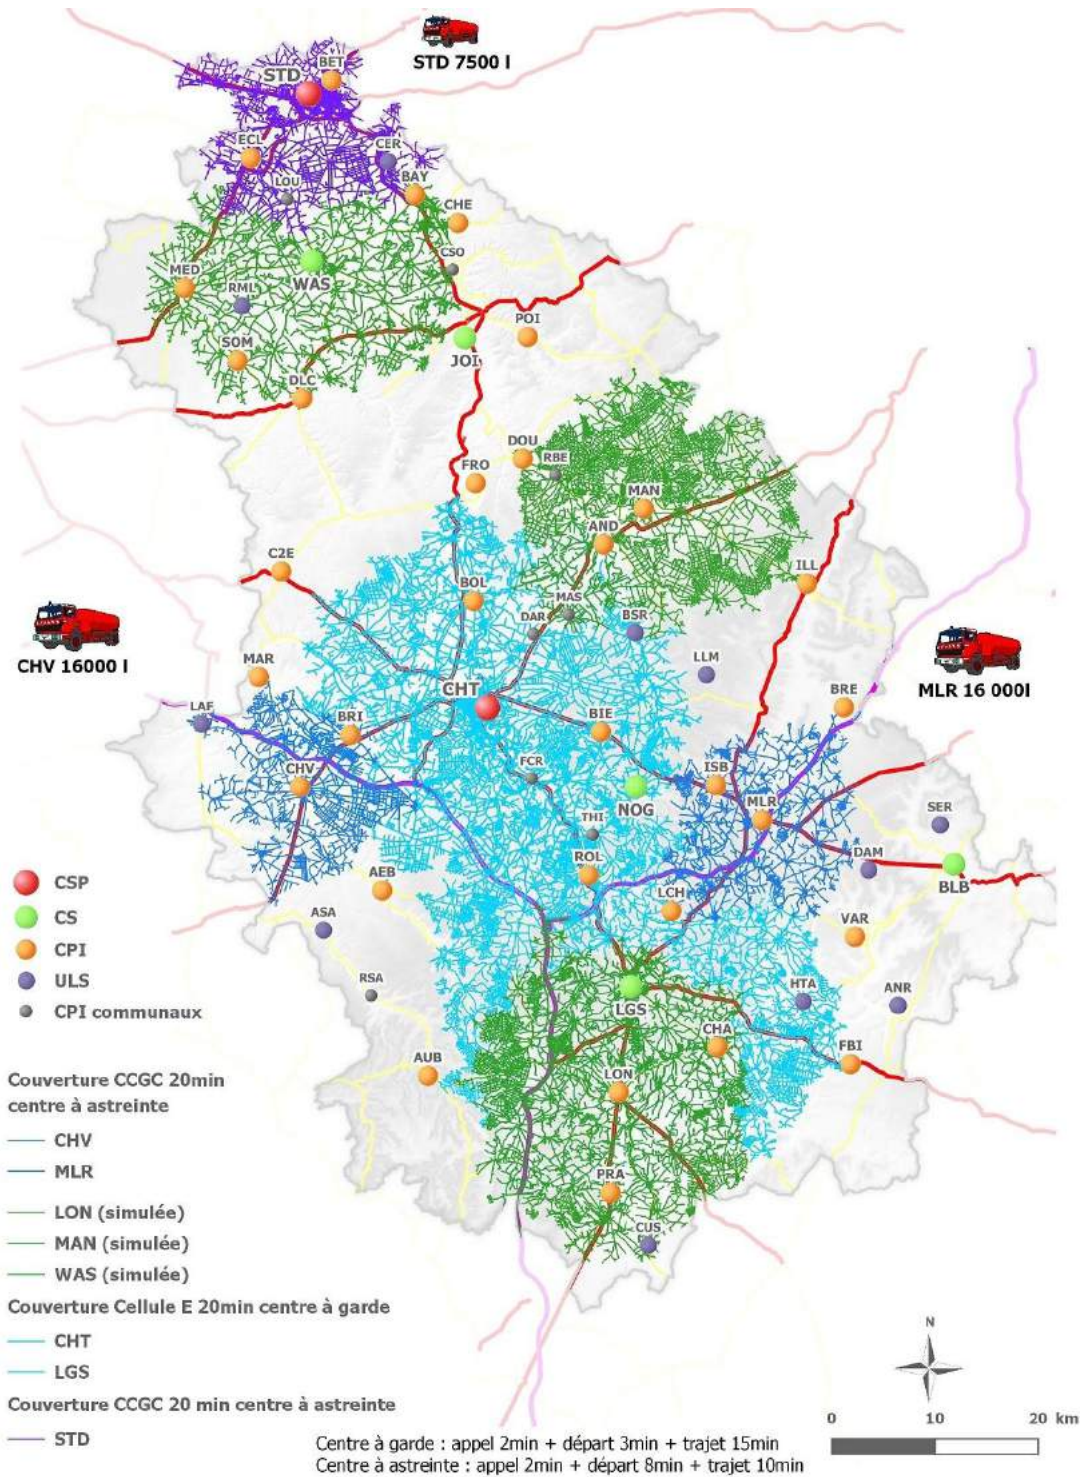 STD 7500 l
BET
STD
ECL
CER
LOU
BAY
CHE
CSO
MED
WAS
RML
POI
SOM
JOI
DLC
DOU
RBE
FRO
MAN
AND
C2E
ILL
BOL
MAS
DAR
BSR
CHV 16000 l
LLM
MLR 16 000l
MAR
CHT
BRE
LAF
BRI
BIE
FCR
CHV
ISB
NOG
MLR
SER
THI
ROL
DAM
BLB
AEB
LCH
ASA
VAR
RSA
HTA
ANR
LGS
CHA
FBI
AUB
LON
PRA
CUS
CSP
CS
CPI
ULS
CPI communaux
Couverture CCGC 20min
centre à astreinte
CHV
MLR
LON (simulée)
MAN (simulée)
WAS (simulée)
Couverture Cellule E 20min centre à garde
CHT
LGS
Couverture CCGC 20 min centre à astreinte
STD
N
0 10 20 km
Centre à garde : appel 2min + départ 3min + trajet 15min
Centre à astreinte : appel 2min + départ 8min + trajet 10min